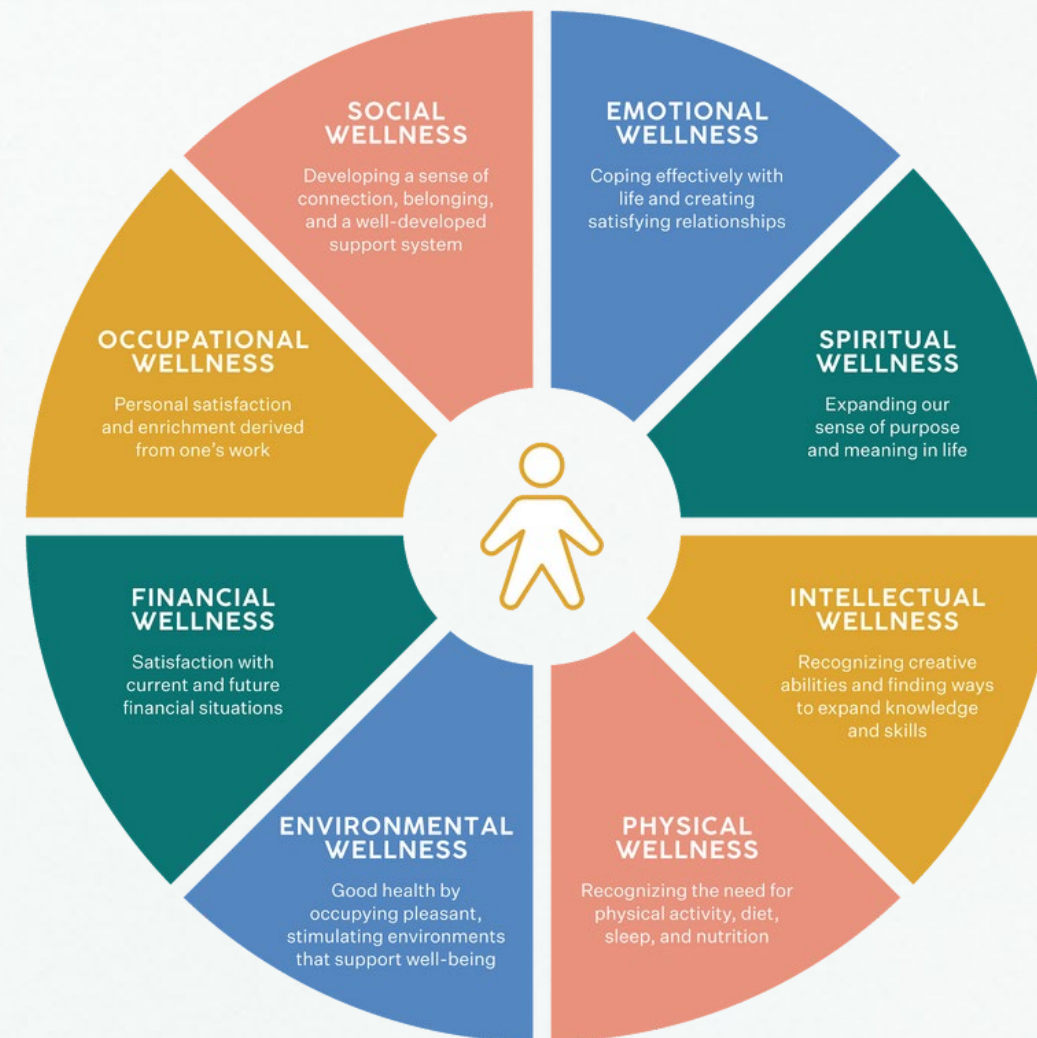 SOCIAL
WELLNESS
Developing a sense of
connection, belonging,
and a well-developed
support system
EMOTIONAL
WELLNESS
Coping effectively with
life and creating
satisfying relationships
SPIRITUAL
WELLNESS
Expanding our
sense of purpose
and meaning in life
INTELLECTUAL
WELLNESS
Recognizing creative
abilities and finding ways
to expand knowledge
and skills
PHYSICAL
WELLNESS
Recognizing the need for
physical activity, diet,
sleep, and nutrition
ENVIRONMENTAL
WELLNESS
Good health by
occupying pleasant,
stimulating environments
that support well-being
FINANCIAL
WELLNESS
Satisfaction with
current and future
financial situations
OCCUPATIONAL
WELLNESS
Personal satisfaction
and enrichment derived
from one's work